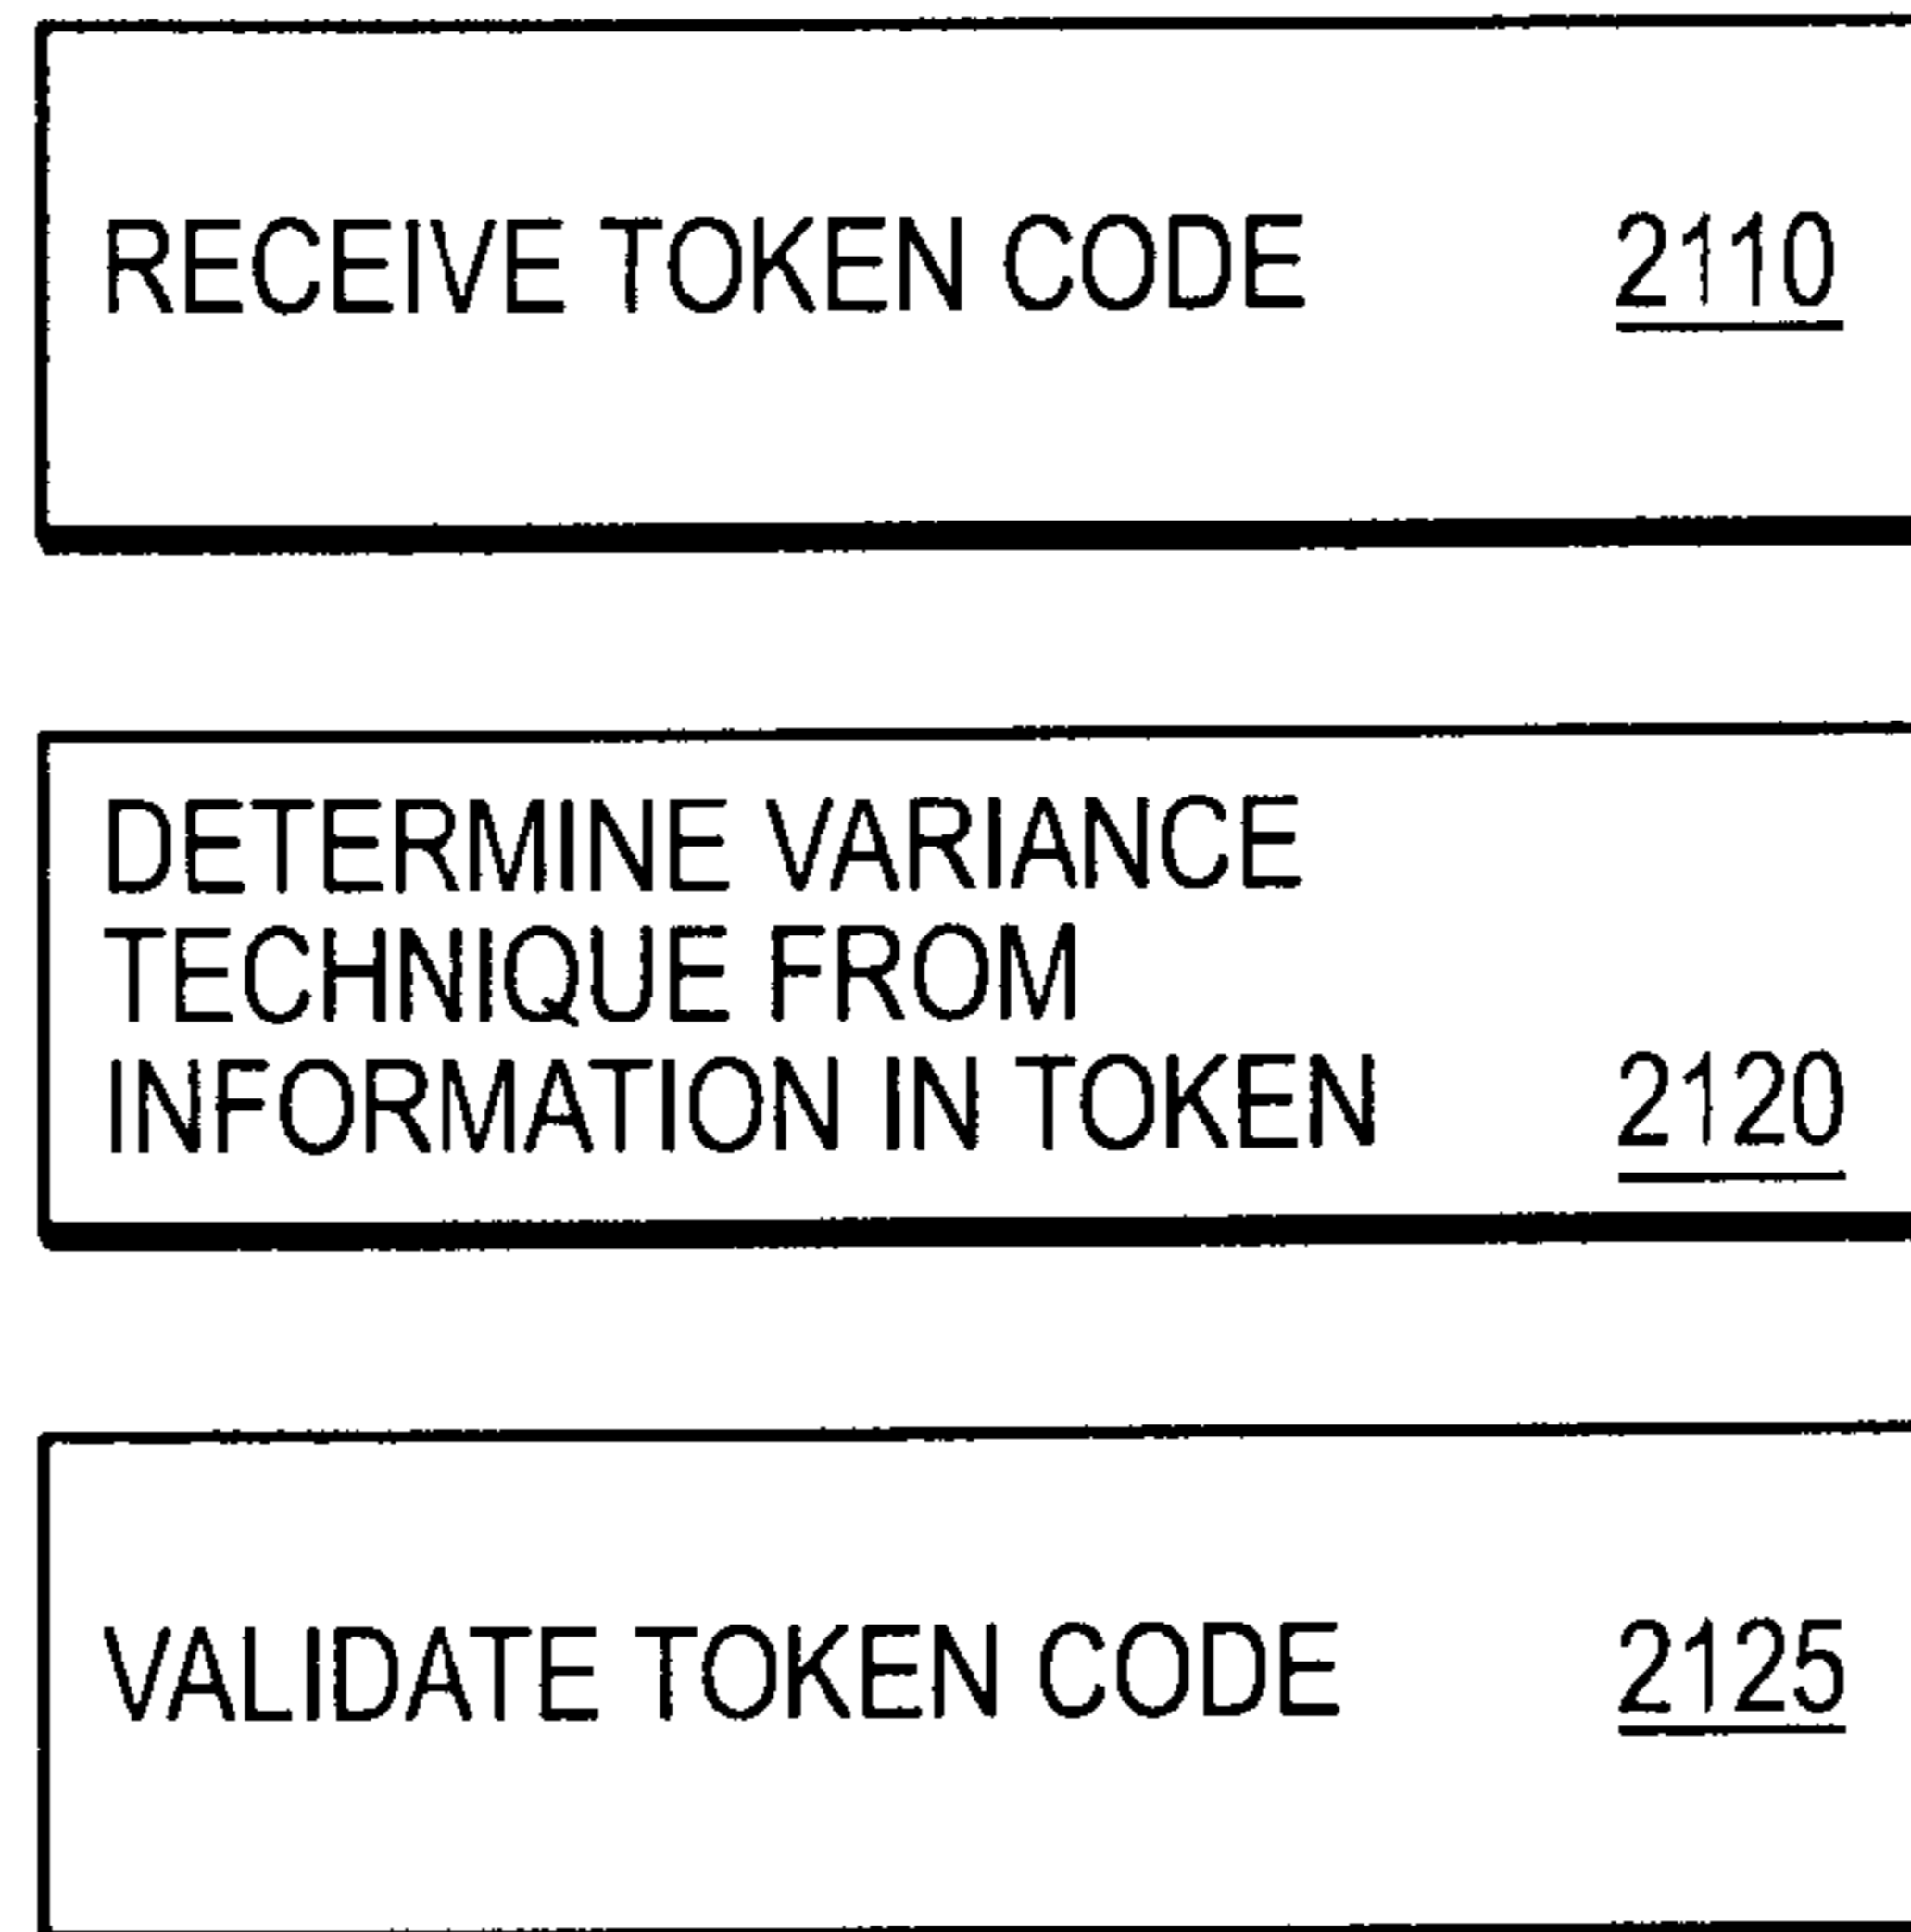 RECEIVE TOKEN CODE 2110
DETERMINE VARIANCE
TECHNIQUE FROM
INFORMATION IN TOKEN 2120
VALIDATE TOKEN CODE 2125